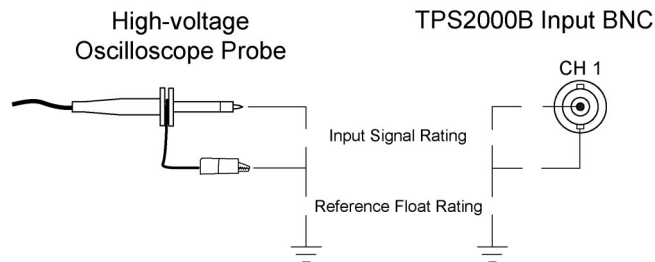 High-voltage
Oscilloscope Probe
TPS2000B Input BNC
CH 1
Input Signal Rating
Reference Float Rating